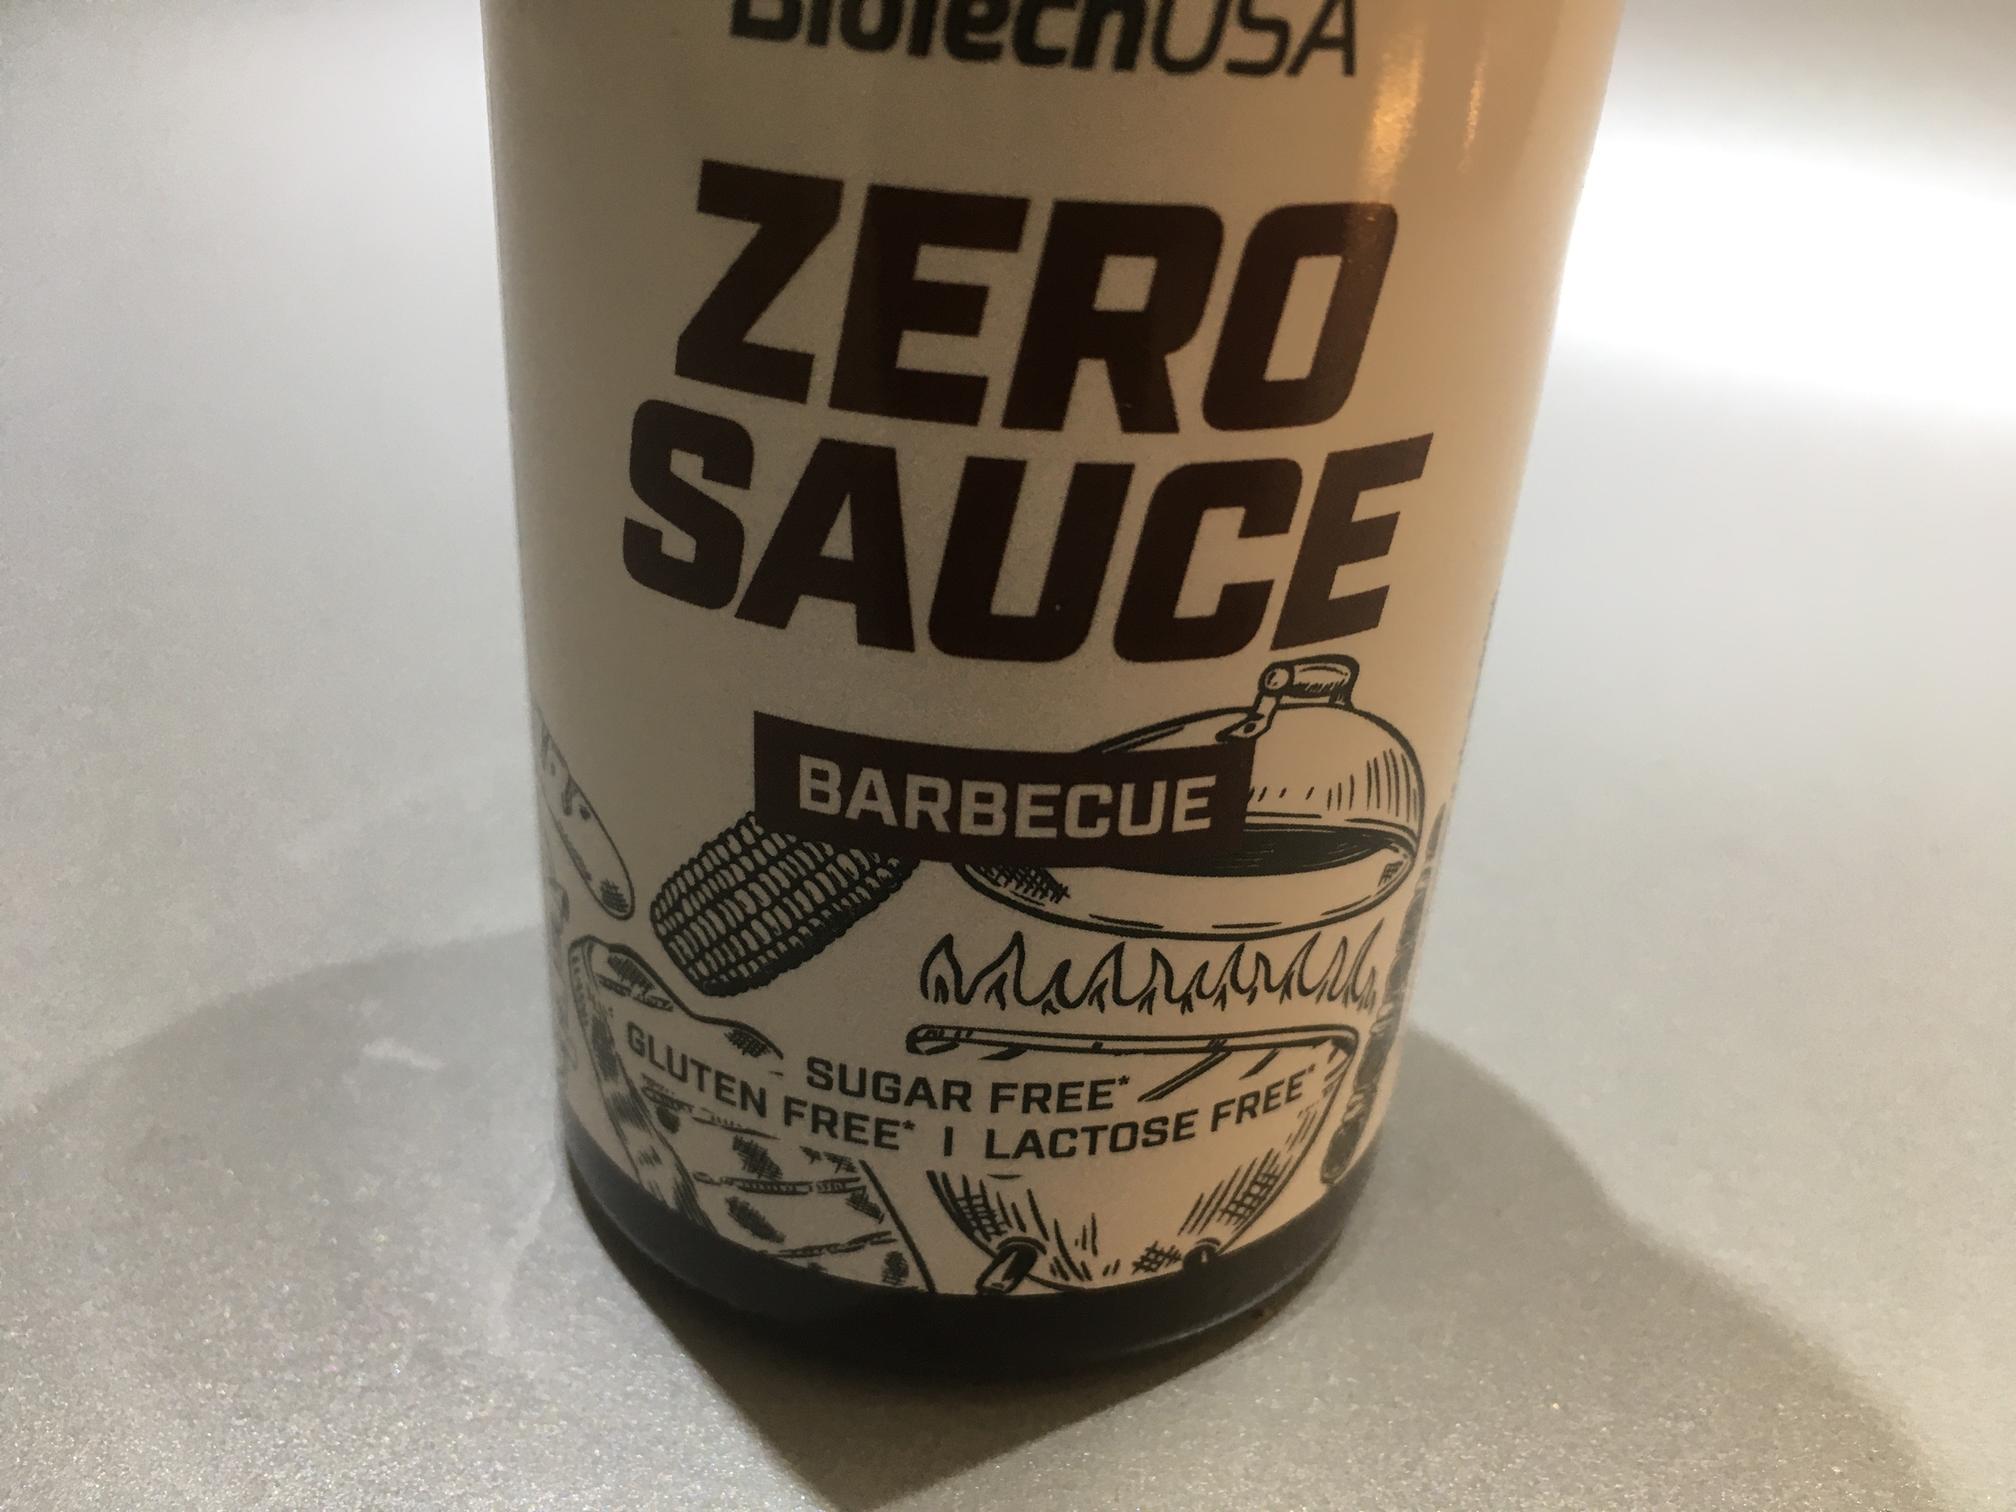 BioTechUSA
ZERO
SAUCE
BARBECUE
SUGAR FREE*
GLUTEN FREE* | LACTOSE FREE*